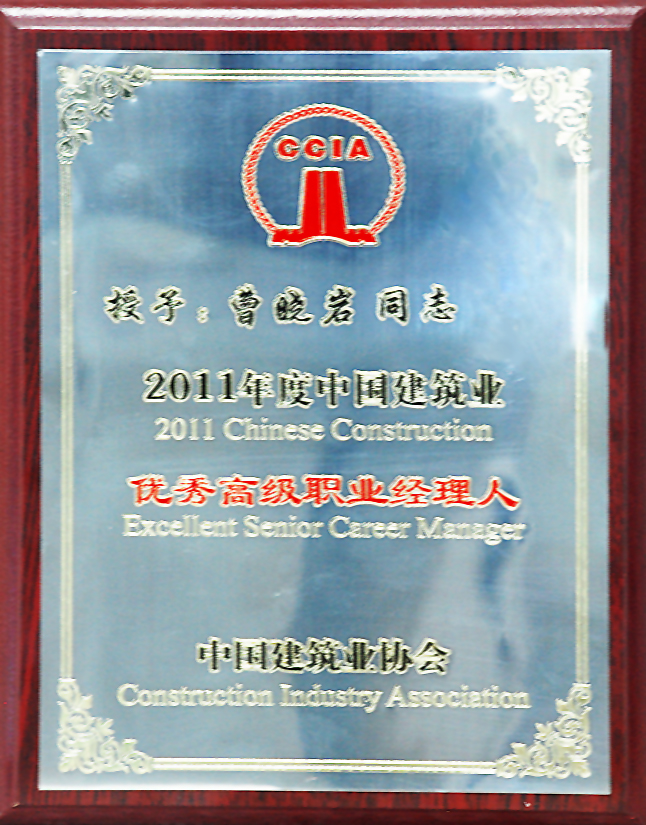 CCIA
授予：曹晓岩 同志
2011年度中国建筑业
2011 Chinese Construction
优秀高级职业经理人
Excellent Senior Career Manager
中国建筑业协会
Construction Industry Association